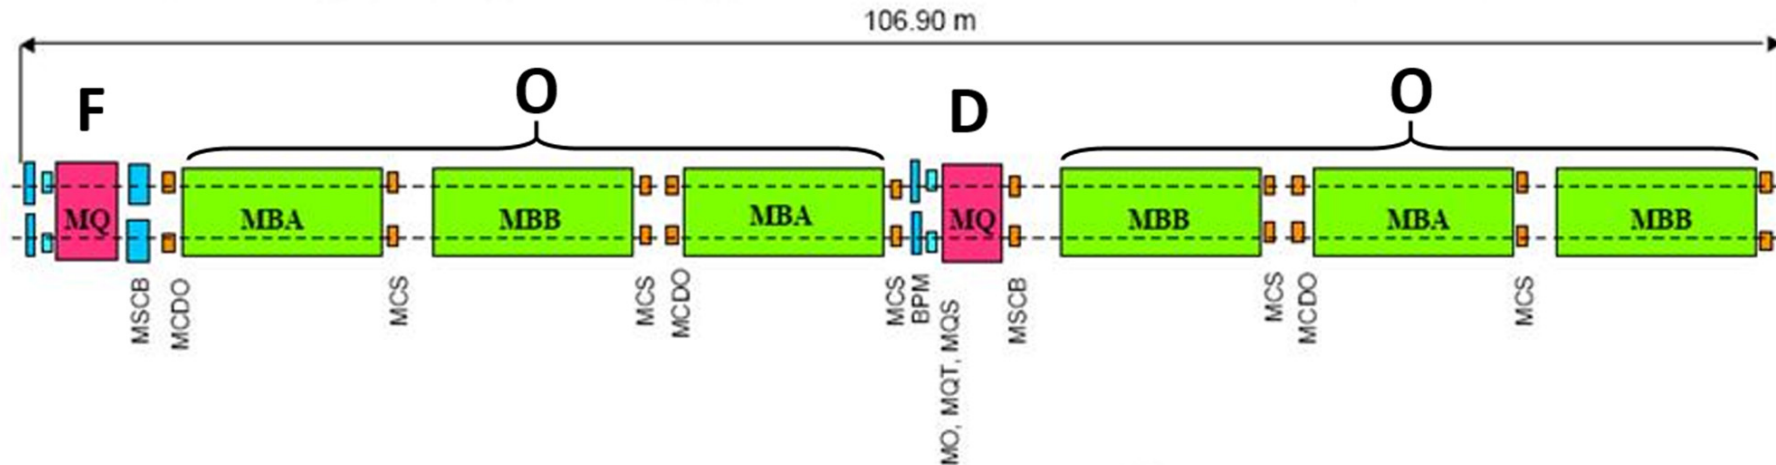 106.90 m
F
O
D
O
MQ
MBA
MBB
MBA
MQ
MBB
MBA
MBB
MSCB
MCDO
MCS
MCS
MCDO
MCS
BPM
MO, MQT, MQS
MSCB
MCS
MCDO
MCS